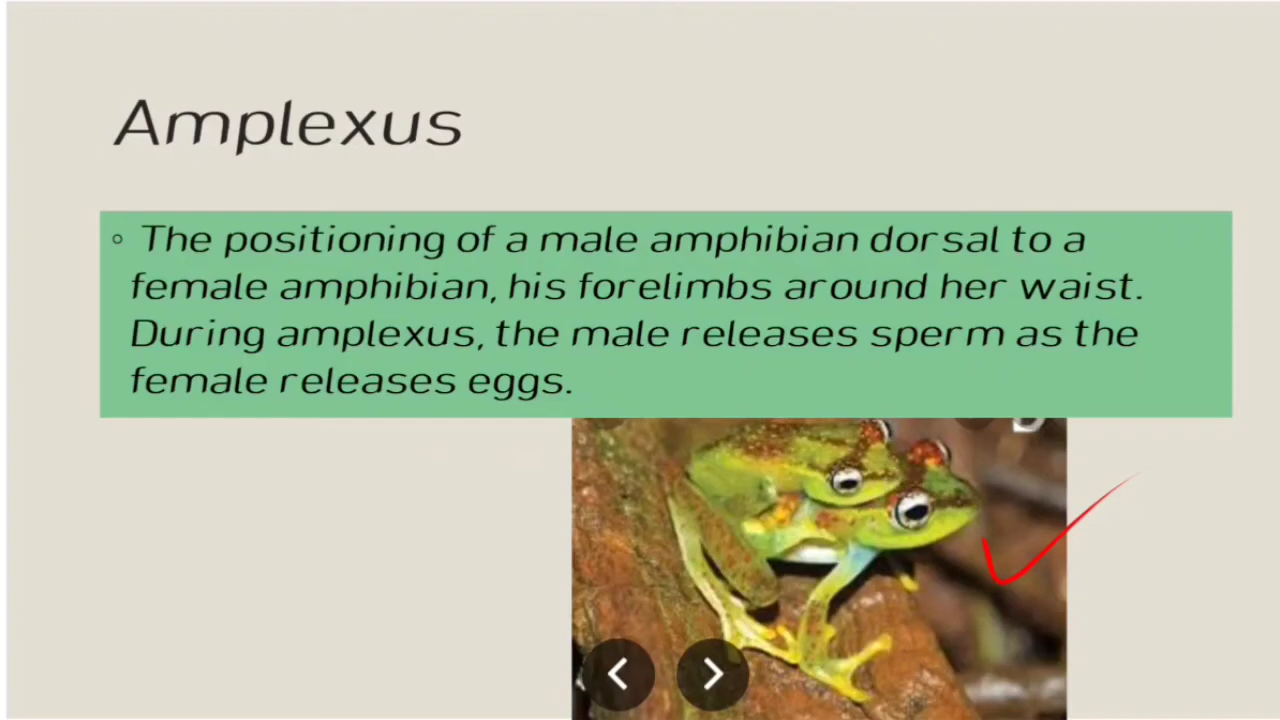 Amplexus
◦ The positioning of a male amphibian dorsal to a
female amphibian, his forelimbs around her waist.
During amplexus, the male releases sperm as the
female releases eggs.